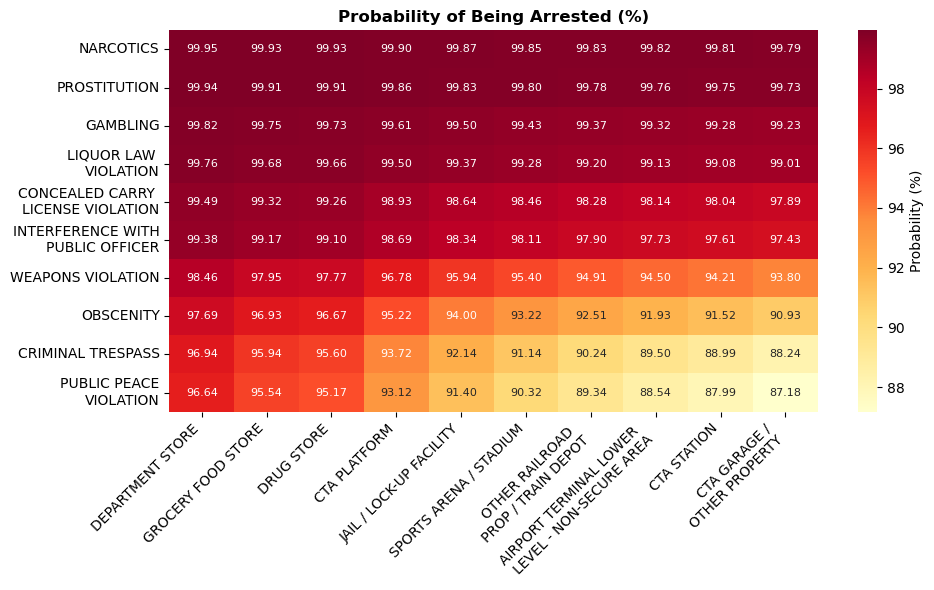 Probability of Being Arrested (%)
NARCOTICS 99.95 99.93 99.93 99.90 99.87 99.85 99.83 99.82 99.81 99.79
PROSTITUTION 99.94 99.91 99.91 99.86 99.83 99.80 99.78 99.76 99.75 99.73
GAMBLING 99.82 99.75 99.73 99.61 99.50 99.43 99.37 99.32 99.28 99.23
LIQUOR LAW
VIOLATION 99.76 99.68 99.66 99.50 99.37 99.28 99.20 99.13 99.08 99.01
CONCEALED CARRY
LICENSE VIOLATION 99.49 99.32 99.26 98.93 98.64 98.46 98.28 98.14 98.04 97.89
INTERFERENCE WITH
PUBLIC OFFICER 99.38 99.17 99.10 98.69 98.34 98.11 97.90 97.73 97.61 97.43
WEAPONS VIOLATION 98.46 97.95 97.77 96.78 95.94 95.40 94.91 94.50 94.21 93.80
OBSCENITY 97.69 96.93 96.67 95.22 94.00 93.22 92.51 91.93 91.52 90.93
CRIMINAL TRESPASS 96.94 95.94 95.60 93.72 92.14 91.14 90.24 89.50 88.99 88.24
PUBLIC PEACE
VIOLATION 96.64 95.54 95.17 93.12 91.40 90.32 89.34 88.54 87.99 87.18
DEPARTMENT STORE
GROCERY FOOD STORE
DRUG STORE
CTA PLATFORM
JAIL / LOCK-UP FACILITY
SPORTS ARENA / STADIUM
OTHER RAILROAD
PROP / TRAIN DEPOT
AIRPORT TERMINAL LOWER
LEVEL - NON-SECURE AREA
CTA STATION
CTA GARAGE /
OTHER PROPERTY
98
96
94
92
90
88
Probability (%)